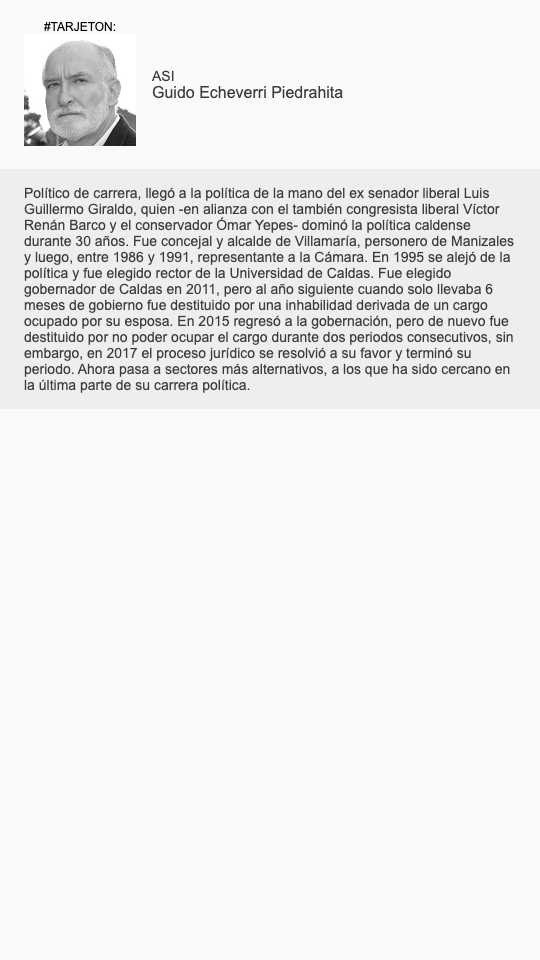 #TARJETON:
ASI
Guido Echeverri Piedrahita
Político de carrera, llegó a la política de la mano del ex senador liberal Luis
Guillermo Giraldo, quien -en alianza con el también congresista liberal Víctor
Renán Barco y el conservador Ómar Yepes- dominó la política caldense
durante 30 años. Fue concejal y alcalde de Villamaría, personero de Manizales
y luego, entre 1986 y 1991, representante a la Cámara. En 1995 se alejó de la
política y fue elegido rector de la Universidad de Caldas. Fue elegido
gobernador de Caldas en 2011, pero al año siguiente cuando solo llevaba 6
meses de gobierno fue destituido por una inhabilidad derivada de un cargo
ocupado por su esposa. En 2015 regresó a la gobernación, pero de nuevo fue
destituido por no poder ocupar el cargo durante dos periodos consecutivos, sin
embargo, en 2017 el proceso jurídico se resolvió a su favor y terminó su
periodo. Ahora pasa a sectores más alternativos, a los que ha sido cercano en
la última parte de su carrera política.